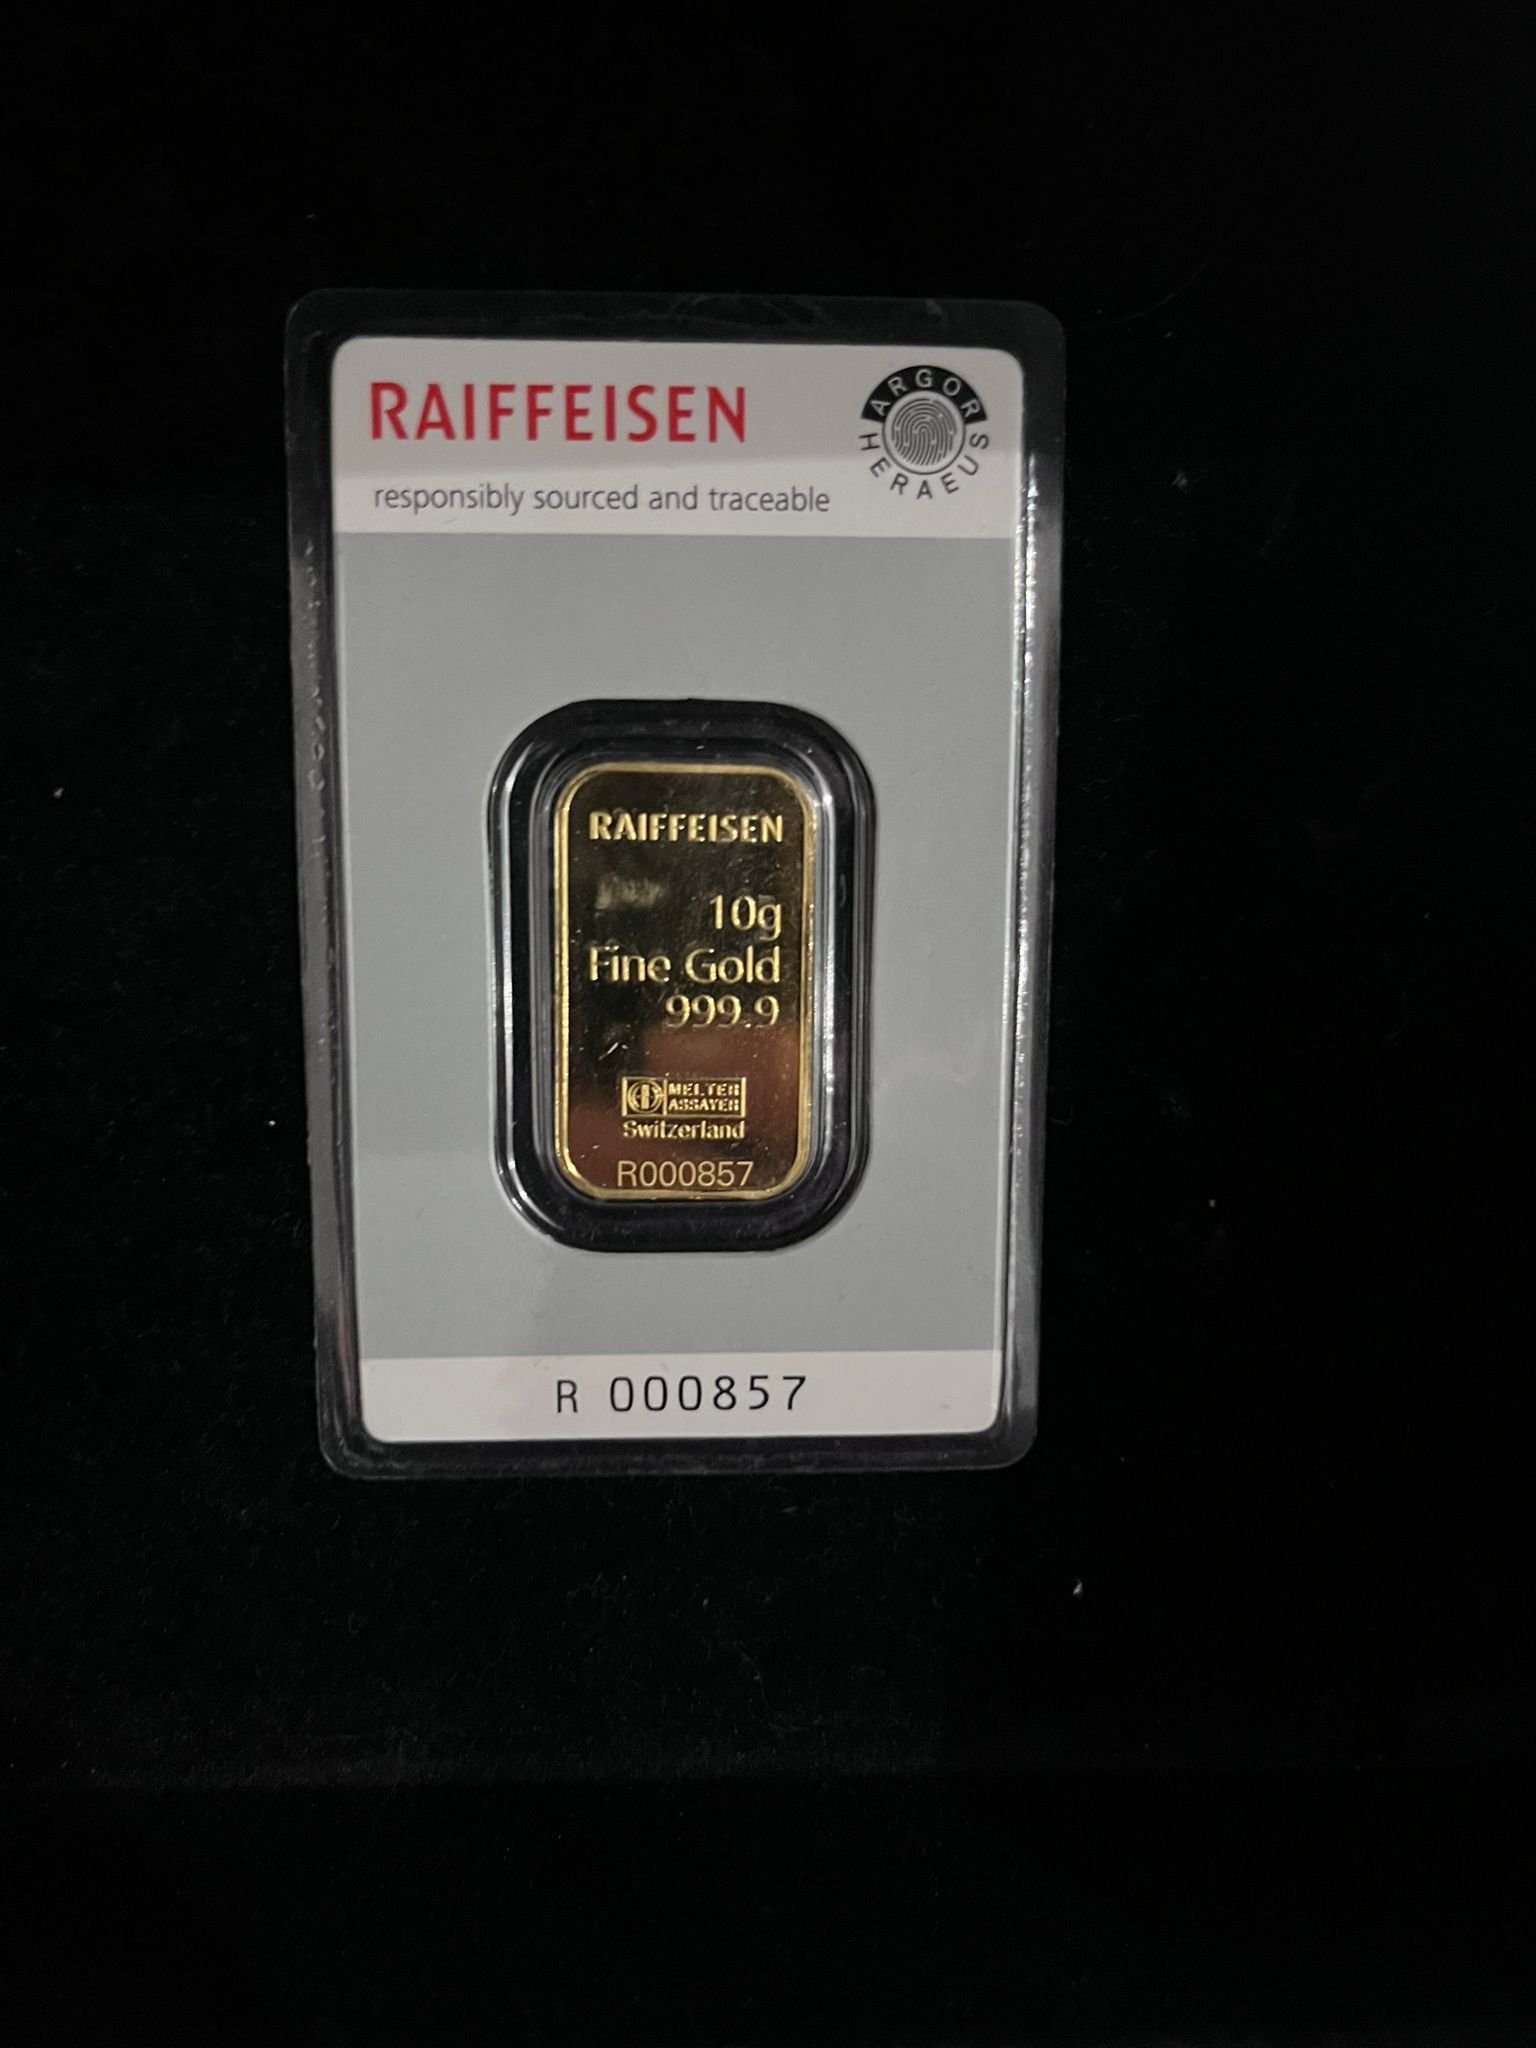 RAIFFEISEN
ARGOR
HERAEUS
responsibly sourced and traceable
RAIFFEISEN
10g
Fine Gold
999.9
MELTER
ASSAYER
Switzerland
R000857
R 000857